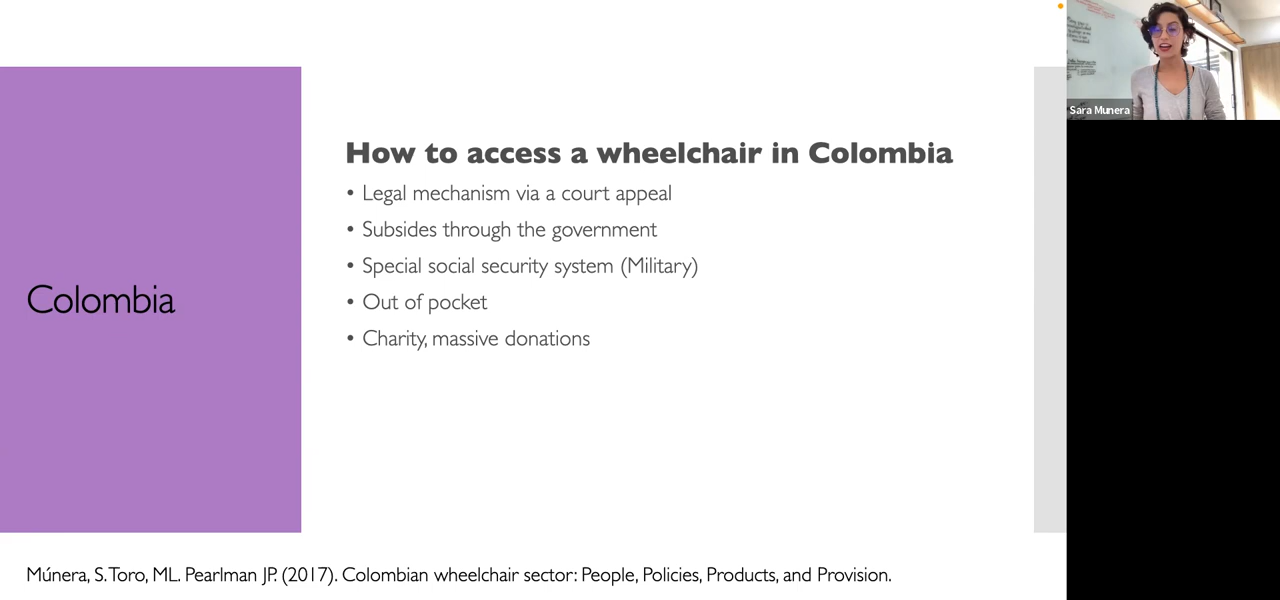 Sara Munera
How to access a wheelchair in Colombia
• Legal mechanism via a court appeal
• Subsides through the government
• Special social security system (Military)
• Out of pocket
• Charity, massive donations
Colombia
Múnera, S. Toro, ML. Pearlman JP. (2017). Colombian wheelchair sector: People, Policies, Products, and Provision.